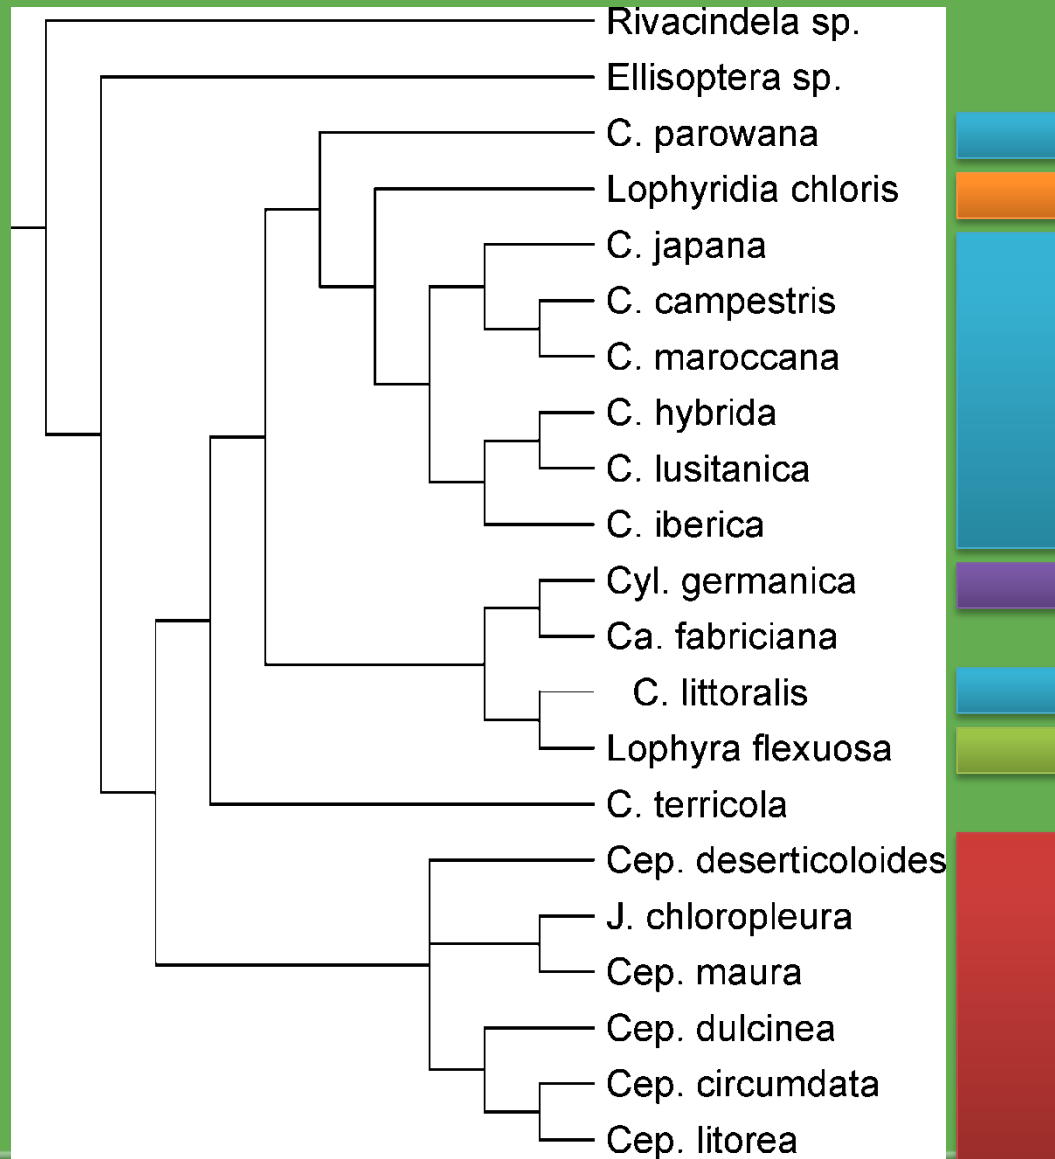 Rivacindela sp.
Ellisoptera sp.
C. parowana
Lophyridia chloris
C. japana
C. campestris
C. maroccana
C. hybrida
C. lusitanica
C. iberica
Cyl. germanica
Ca. fabriciana
C. littoralis
Lophyra flexuosa
C. terricola
Cep. deserticoloides
J. chloropleura
Cep. maura
Cep. dulcinea
Cep. circumdata
Cep. litorea